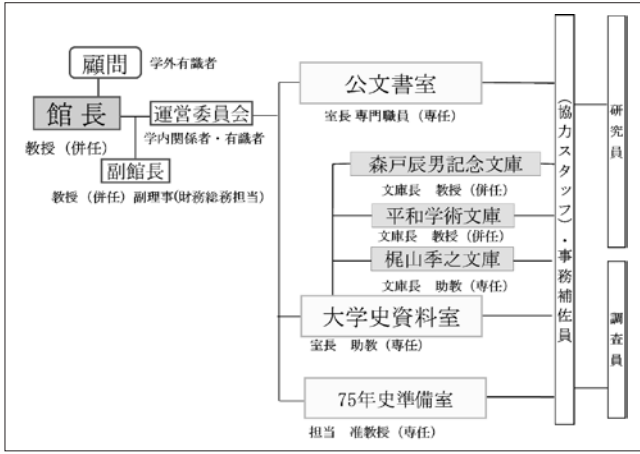 顧問
学外有識者
館長
教授（併任）
運営委員会
学内関係者・有識者
副館長
教授（併任）副理事(財務総務担当)
公文書室
室長 専門職員（専任）
森戸辰男記念文庫
文庫長　教授（併任）
平和学術文庫
文庫長　教授（併任）
梶山季之文庫
文庫長　助教（専任）
大学史資料室
室長　助教（専任）
75年史準備室
担当　准教授（専任）
（協力スタッフ）・事務補佐員
研究員
調査員